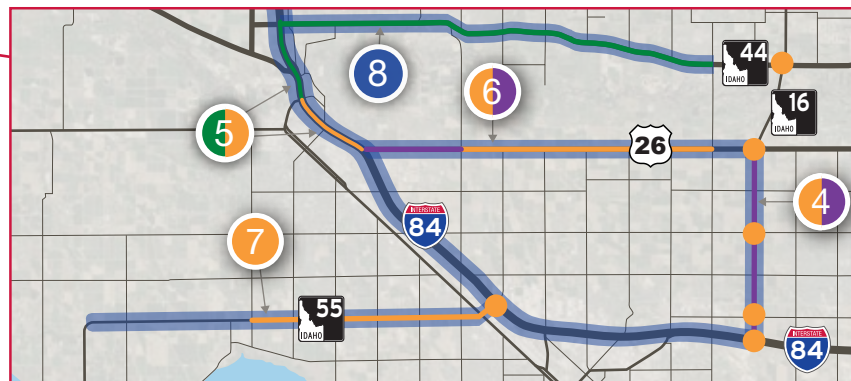 44
IDAHO
8
16
IDAHO
6
5
26
4
INTERSTATE
84
7
55
IDAHO
INTERSTATE
84